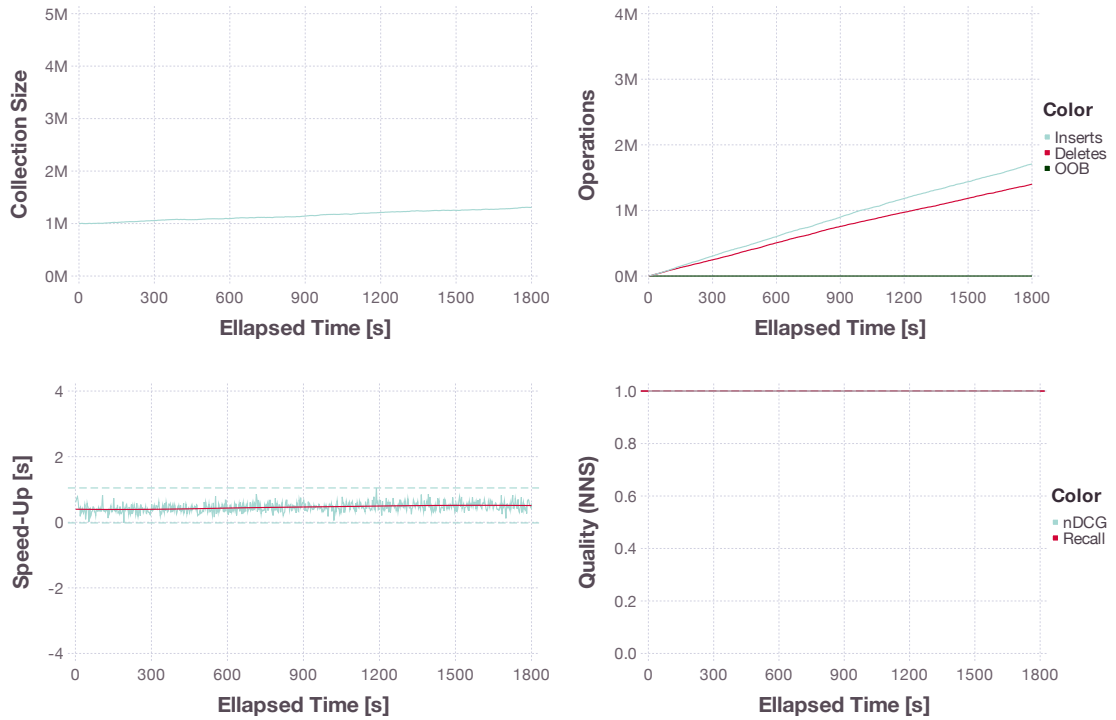 5M
4M
3M
2M
1M
0M
Collection Size
0 300 600 900 1200 1500 1800
Ellapsed Time [s]
4M
3M
2M
1M
0M
Operations
0 300 600 900 1200 1500 1800
Ellapsed Time [s]
Color
Inserts
Deletes
OOB
4
2
0
-2
-4
Speed-Up [s]
0 300 600 900 1200 1500 1800
Ellapsed Time [s]
1.0
0.8
0.6
0.4
0.2
0.0
Quality (NNS)
0 300 600 900 1200 1500 1800
Ellapsed Time [s]
Color
nDCG
Recall